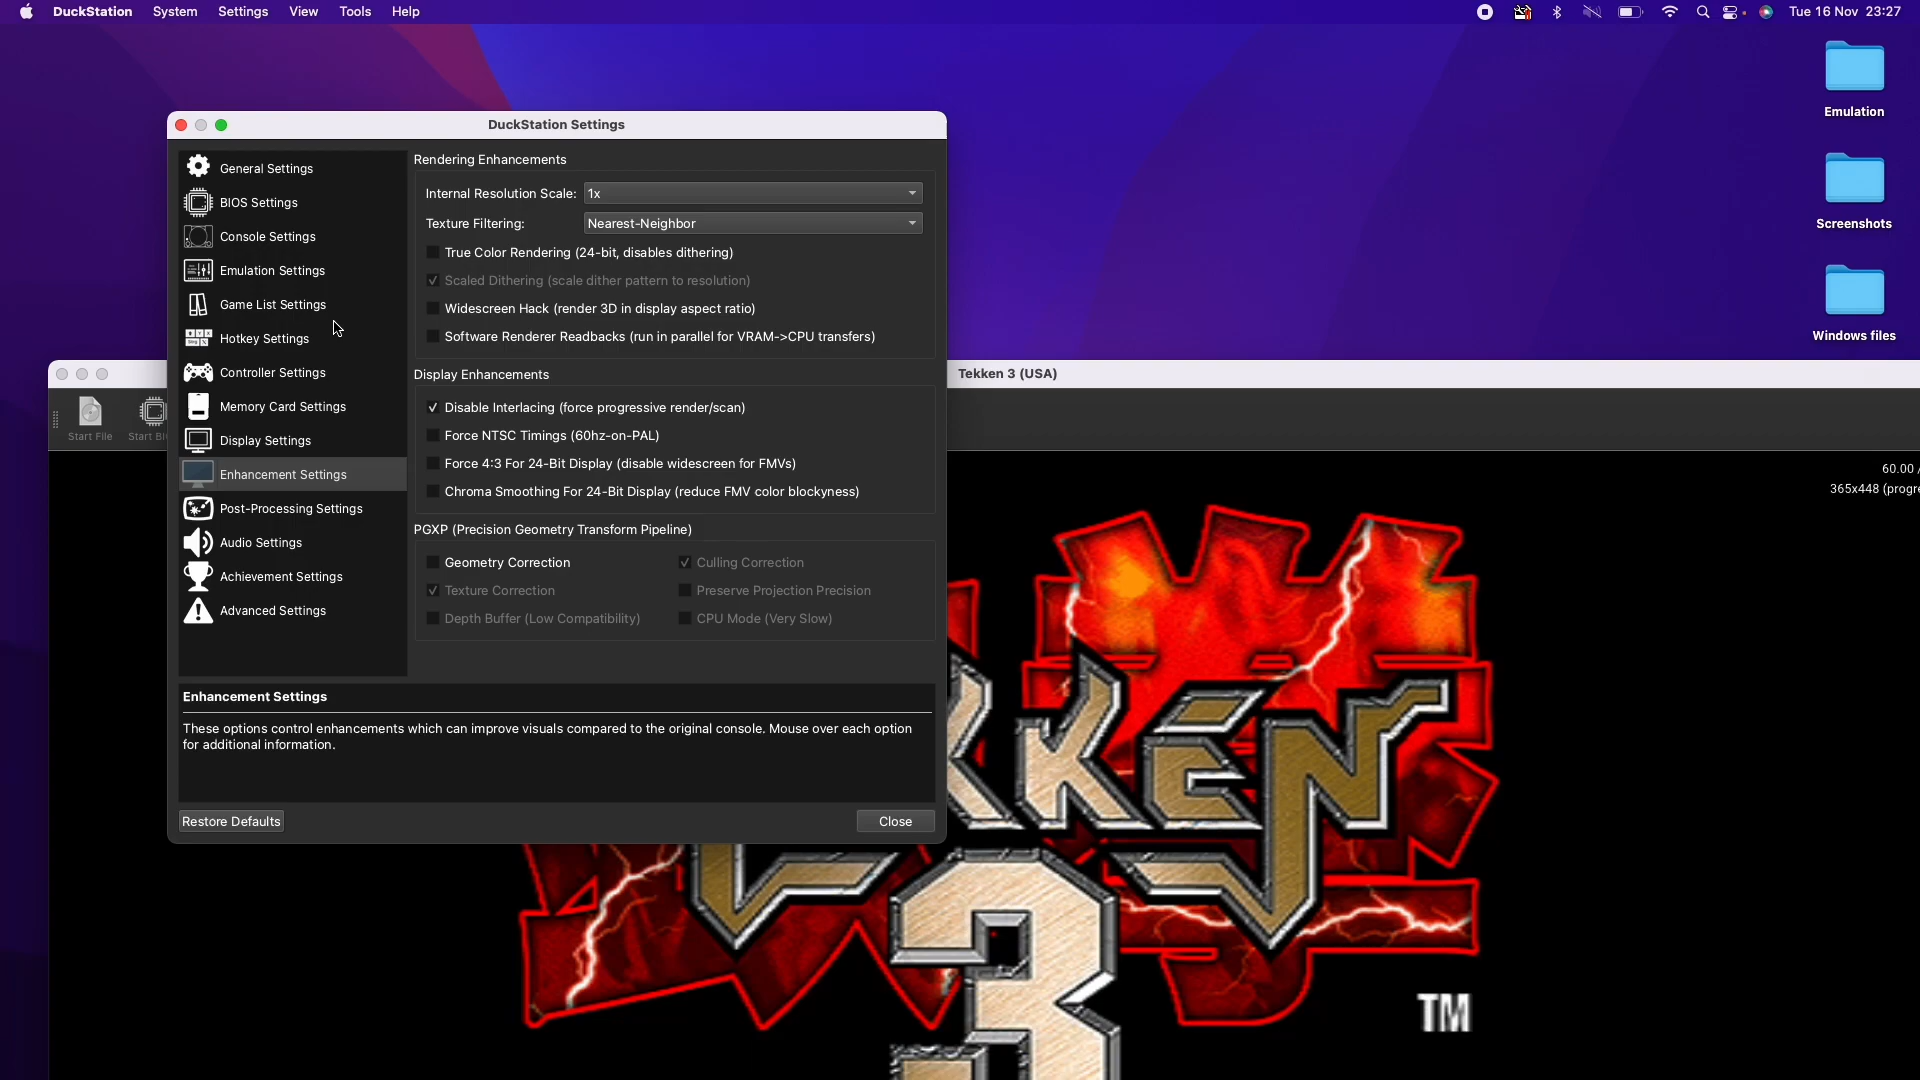 DuckStation System Settings View Tools Help
Tue 16 Nov 23:27
Emulation
Screenshots
Windows files
DuckStation Settings
General Settings
BIOS Settings
Console Settings
Emulation Settings
Game List Settings
Hotkey Settings
Controller Settings
Memory Card Settings
Display Settings
Enhancement Settings
Post-Processing Settings
Audio Settings
Achievement Settings
Advanced Settings
Rendering Enhancements
Internal Resolution Scale: 1x
Texture Filtering: Nearest-Neighbor
True Color Rendering (24-bit, disables dithering)
Scaled Dithering (scale dither pattern to resolution)
Widescreen Hack (render 3D in display aspect ratio)
Software Renderer Readbacks (run in parallel for VRAM->CPU transfers)
Display Enhancements
Disable Interlacing (force progressive render/scan)
Force NTSC Timings (60hz-on-PAL)
Force 4:3 For 24-Bit Display (disable widescreen for FMVs)
Chroma Smoothing For 24-Bit Display (reduce FMV color blockyness)
PGXP (Precision Geometry Transform Pipeline)
Geometry Correction Culling Correction
Texture Correction Preserve Projection Precision
Depth Buffer (Low Compatibility) CPU Mode (Very Slow)
Enhancement Settings
These options control enhancements which can improve visuals compared to the original console. Mouse over each option
for additional information.
Restore Defaults Close
Tekken 3 (USA)
Start File Start BI
60.00 /
365x448 (progre
KKEN
3
TM